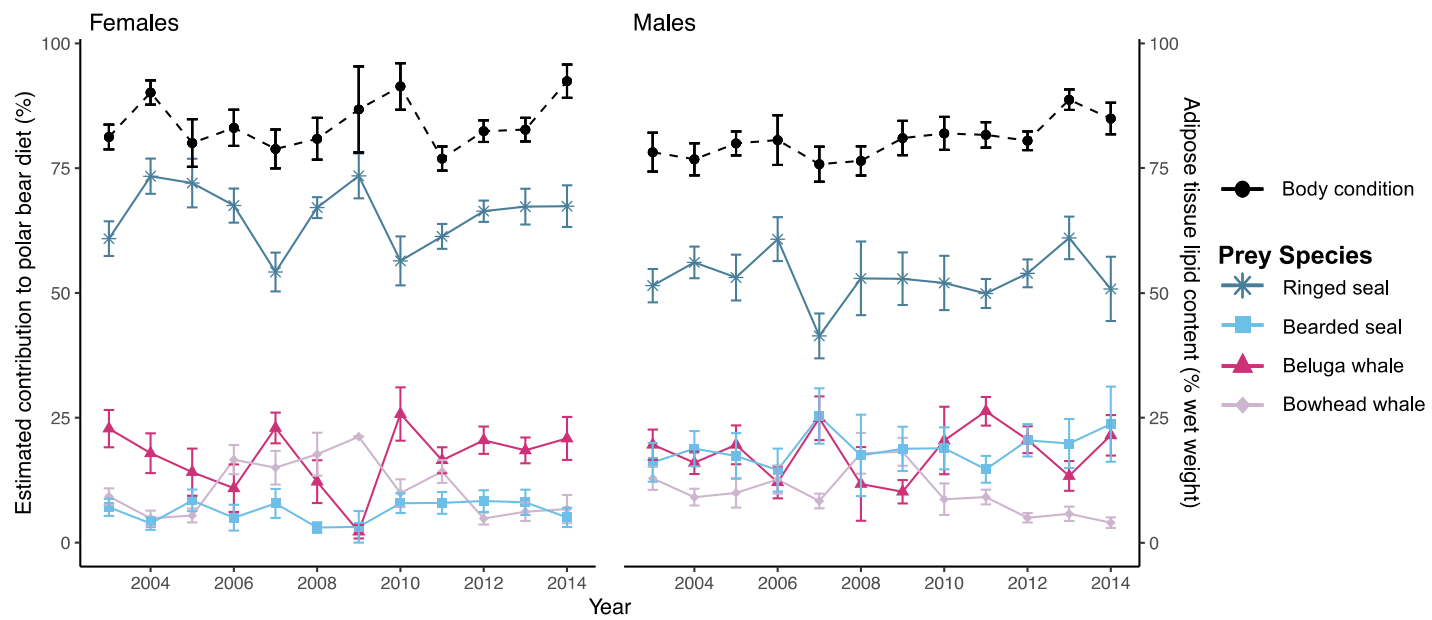 Females
Males
Estimated contribution to polar bear diet (%)
100
75
50
25
0
2004
2006
2008
2010
2012
2014
2004
2006
2008
2010
2012
2014
Year
100
75
50
25
0
Adipose tissue lipid content (% wet weight)
Body condition
Prey Species
Ringed seal
Bearded seal
Beluga whale
Bowhead whale